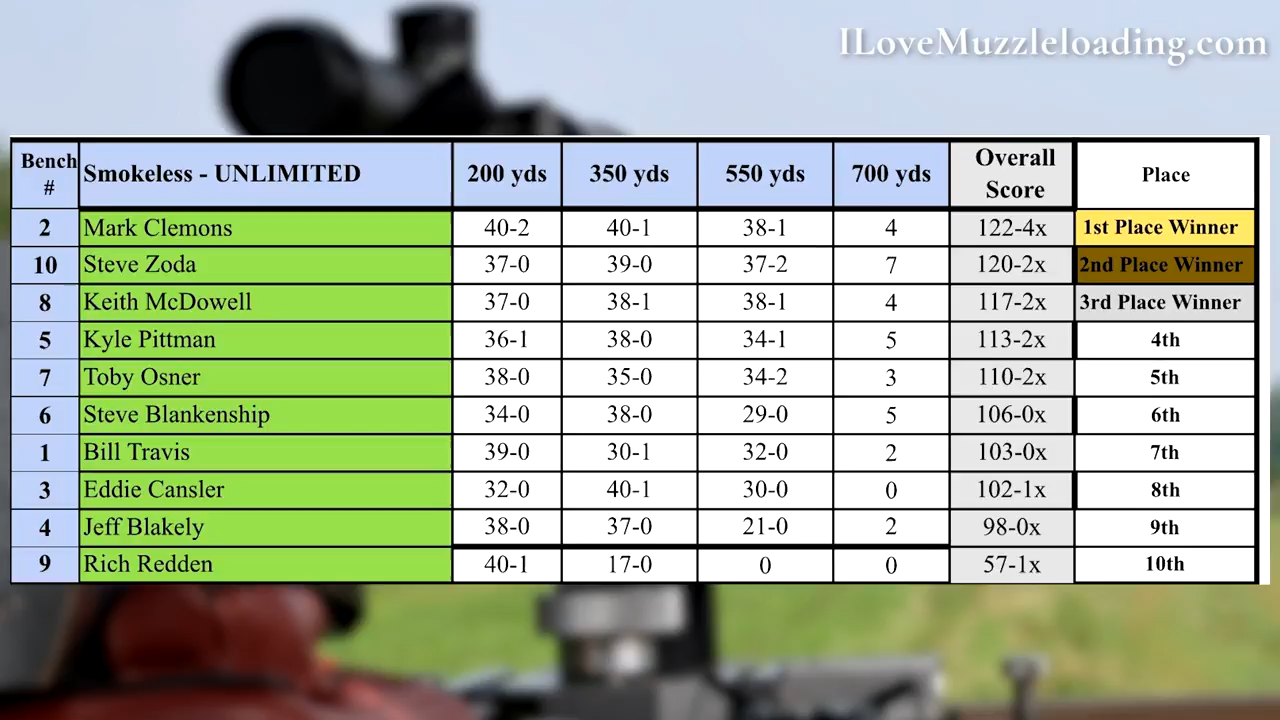 ILoveMuzzleloading.com
Bench # Smokeless - UNLIMITED 200 yds 350 yds 550 yds 700 yds Overall Score Place
2 Mark Clemons 40-2 40-1 38-1 4 122-4x 1st Place Winner
10 Steve Zoda 37-0 39-0 37-2 7 120-2x 2nd Place Winner
8 Keith McDowell 37-0 38-1 38-1 4 117-2x 3rd Place Winner
5 Kyle Pittman 36-1 38-0 34-1 5 113-2x 4th
7 Toby Osner 38-0 35-0 34-2 3 110-2x 5th
6 Steve Blankenship 34-0 38-0 29-0 5 106-0x 6th
1 Bill Travis 39-0 30-1 32-0 2 103-0x 7th
3 Eddie Cansler 32-0 40-1 30-0 0 102-1x 8th
4 Jeff Blakely 38-0 37-0 21-0 2 98-0x 9th
9 Rich Redden 40-1 17-0 0 0 57-1x 10th